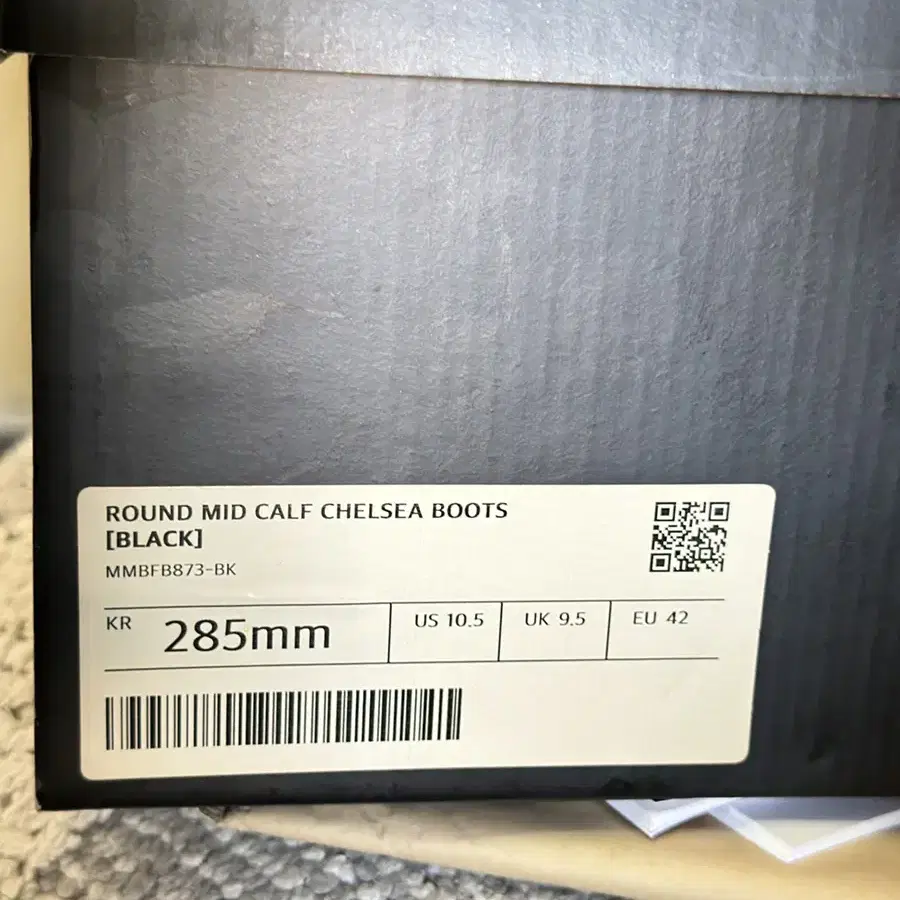 ROUND MID CALF CHELSEA BOOTS
[BLACK]
MMBFB873-BK
KR 285mm US 10.5 UK 9.5 EU 42